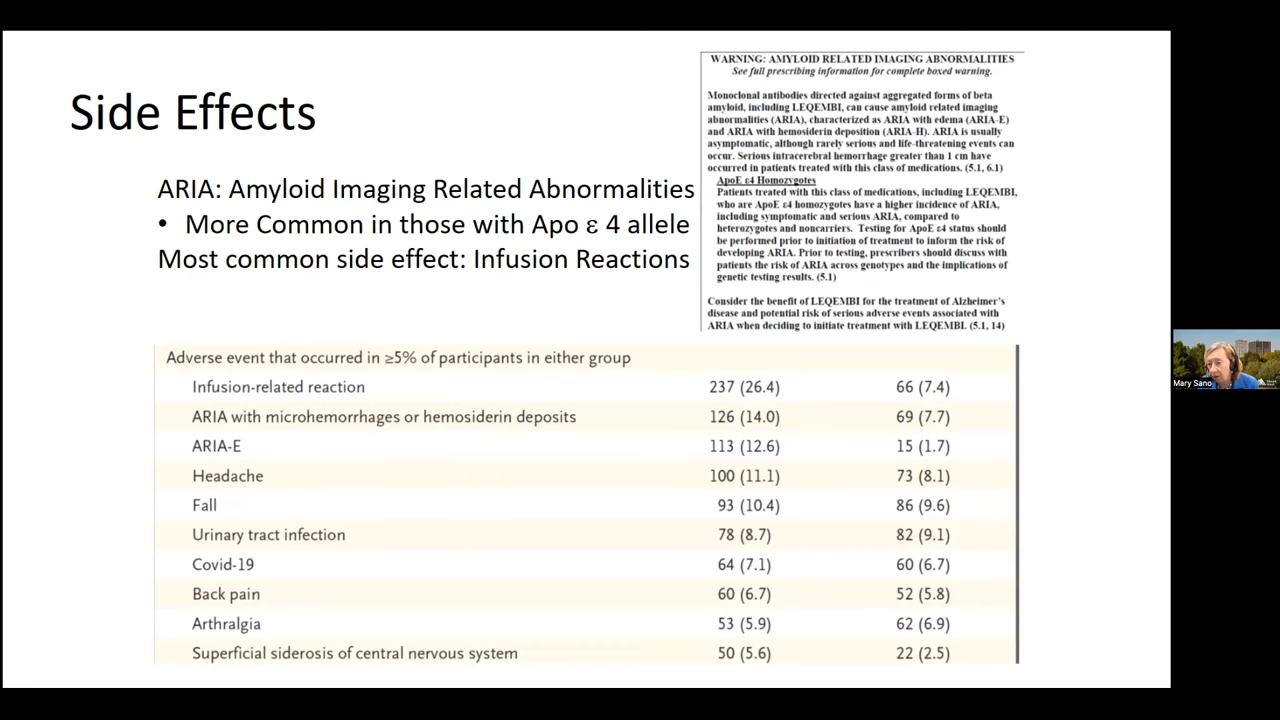 Side Effects
ARIA: Amyloid Imaging Related Abnormalities
• More Common in those with Apo ε 4 allele
Most common side effect: Infusion Reactions
WARNING: AMYLOID RELATED IMAGING ABNORMALITIES
See full prescribing information for complete boxed warning.
Monoclonal antibodies directed against aggregated forms of beta
amyloid, including LEQEMBI, can cause amyloid related imaging
abnormalities (ARIA), characterized as ARIA with edema (ARIA-E)
and ARIA with hemosiderin deposition (ARIA-H). ARIA is usually
asymptomatic, although rarely serious and life-threatening events can
occur. Serious intracerebral hemorrhage greater than 1 cm have
occurred in patients treated with this class of medications. (5.1, 6.1)
ApoE ε4 Homozygotes
Patients treated with this class of medications, including LEQEMBI,
who are ApoE ε4 homozygotes have a higher incidence of ARIA,
including symptomatic and serious ARIA, compared to
heterozygotes and noncarriers. Testing for ApoE ε4 status should
be performed prior to initiation of treatment to inform the risk of
developing ARIA. Prior to testing, prescribers should discuss with
patients the risk of ARIA across genotypes and the implications of
genetic testing results. (5.1)
Consider the benefit of LEQEMBI for the treatment of Alzheimer's
disease and potential risk of serious adverse events associated with
ARIA when deciding to initiate treatment with LEQEMBI. (5.1, 14)
Adverse event that occurred in ≥5% of participants in either group
Infusion-related reaction 237 (26.4) 66 (7.4)
ARIA with microhemorrhages or hemosiderin deposits 126 (14.0) 69 (7.7)
ARIA-E 113 (12.6) 15 (1.7)
Headache 100 (11.1) 73 (8.1)
Fall 93 (10.4) 86 (9.6)
Urinary tract infection 78 (8.7) 82 (9.1)
Covid-19 64 (7.1) 60 (6.7)
Back pain 60 (6.7) 52 (5.8)
Arthralgia 53 (5.9) 62 (6.9)
Superficial siderosis of central nervous system 50 (5.6) 22 (2.5)
Mary Sano